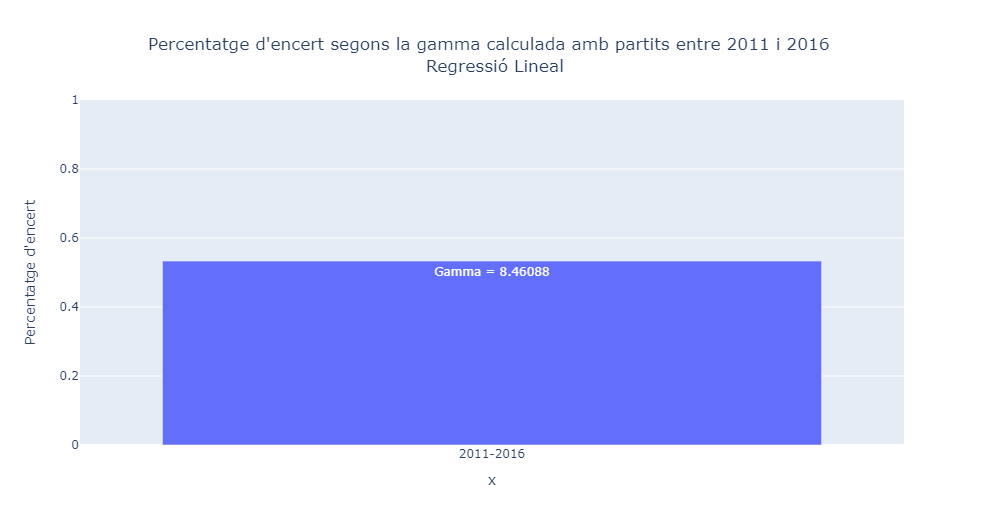 Percentatge d'encert segons la gamma calculada amb partits entre 2011 i 2016
Regressió Lineal
Percentatge d'encert
1
0.8
0.6
0.4
0.2
0
Gamma = 8.46088
2011-2016
x